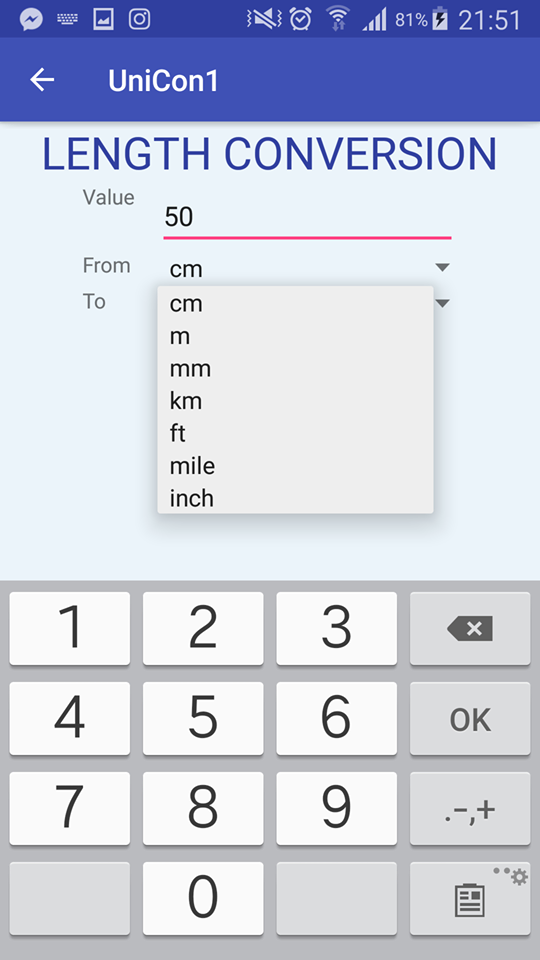 81% 21:51
UniCon1
LENGTH CONVERSION
Value
50
From cm
To
cm
m
mm
km
ft
mile
inch
1 2 3
4 5 6 OK
7 8 9 .-,+
0